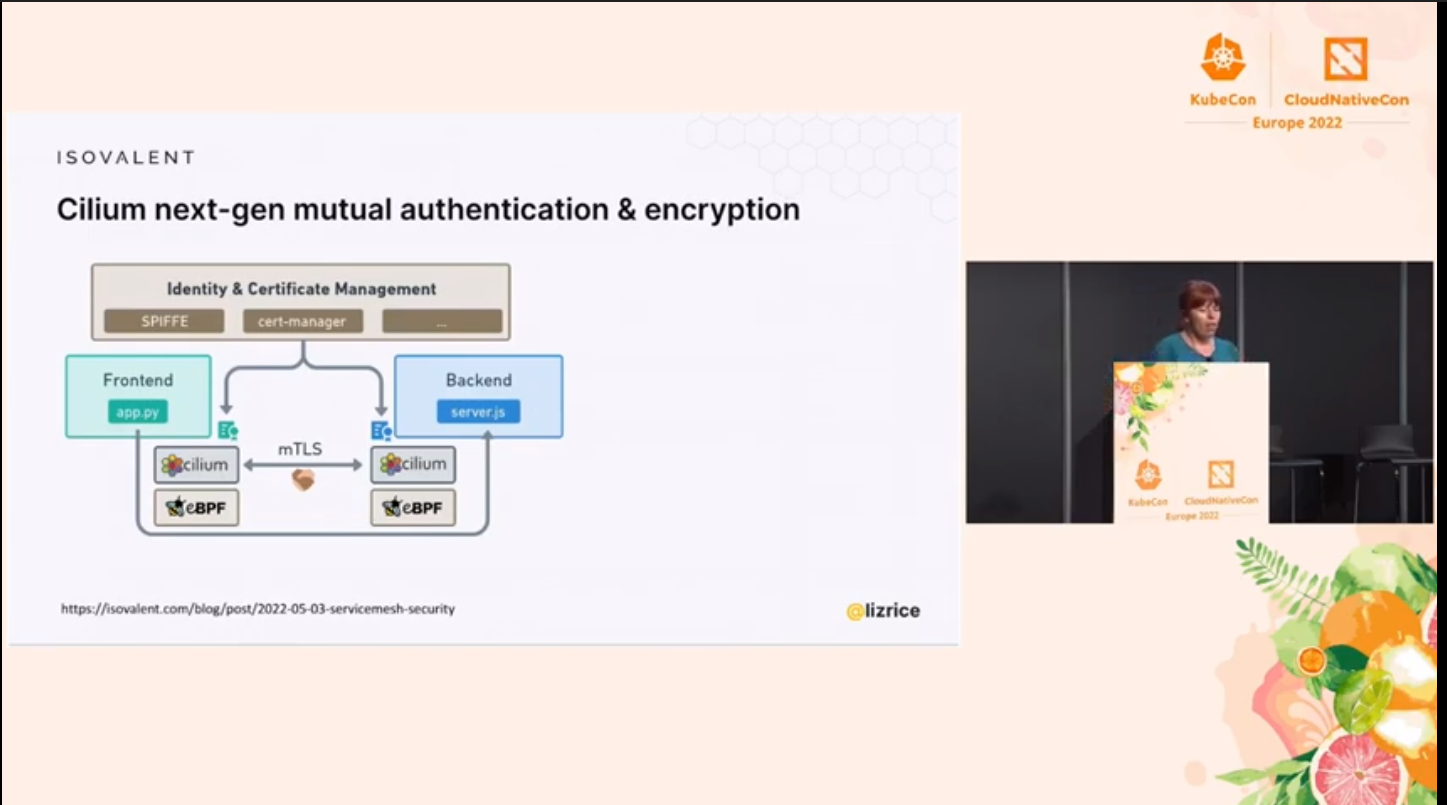 KubeCon
CloudNativeCon
Europe 2022
ISOVALENT
Cilium next-gen mutual authentication & encryption
Identity & Certificate Management
SPIFFE
cert-manager
...
Frontend
app.py
Backend
server.js
mTLS
cilium
cilium
eBPF
eBPF
https://isovalent.com/blog/post/2022-05-03-servicemesh-security
@lizrice
KubeCon
CloudNativeCon
Europe 2022